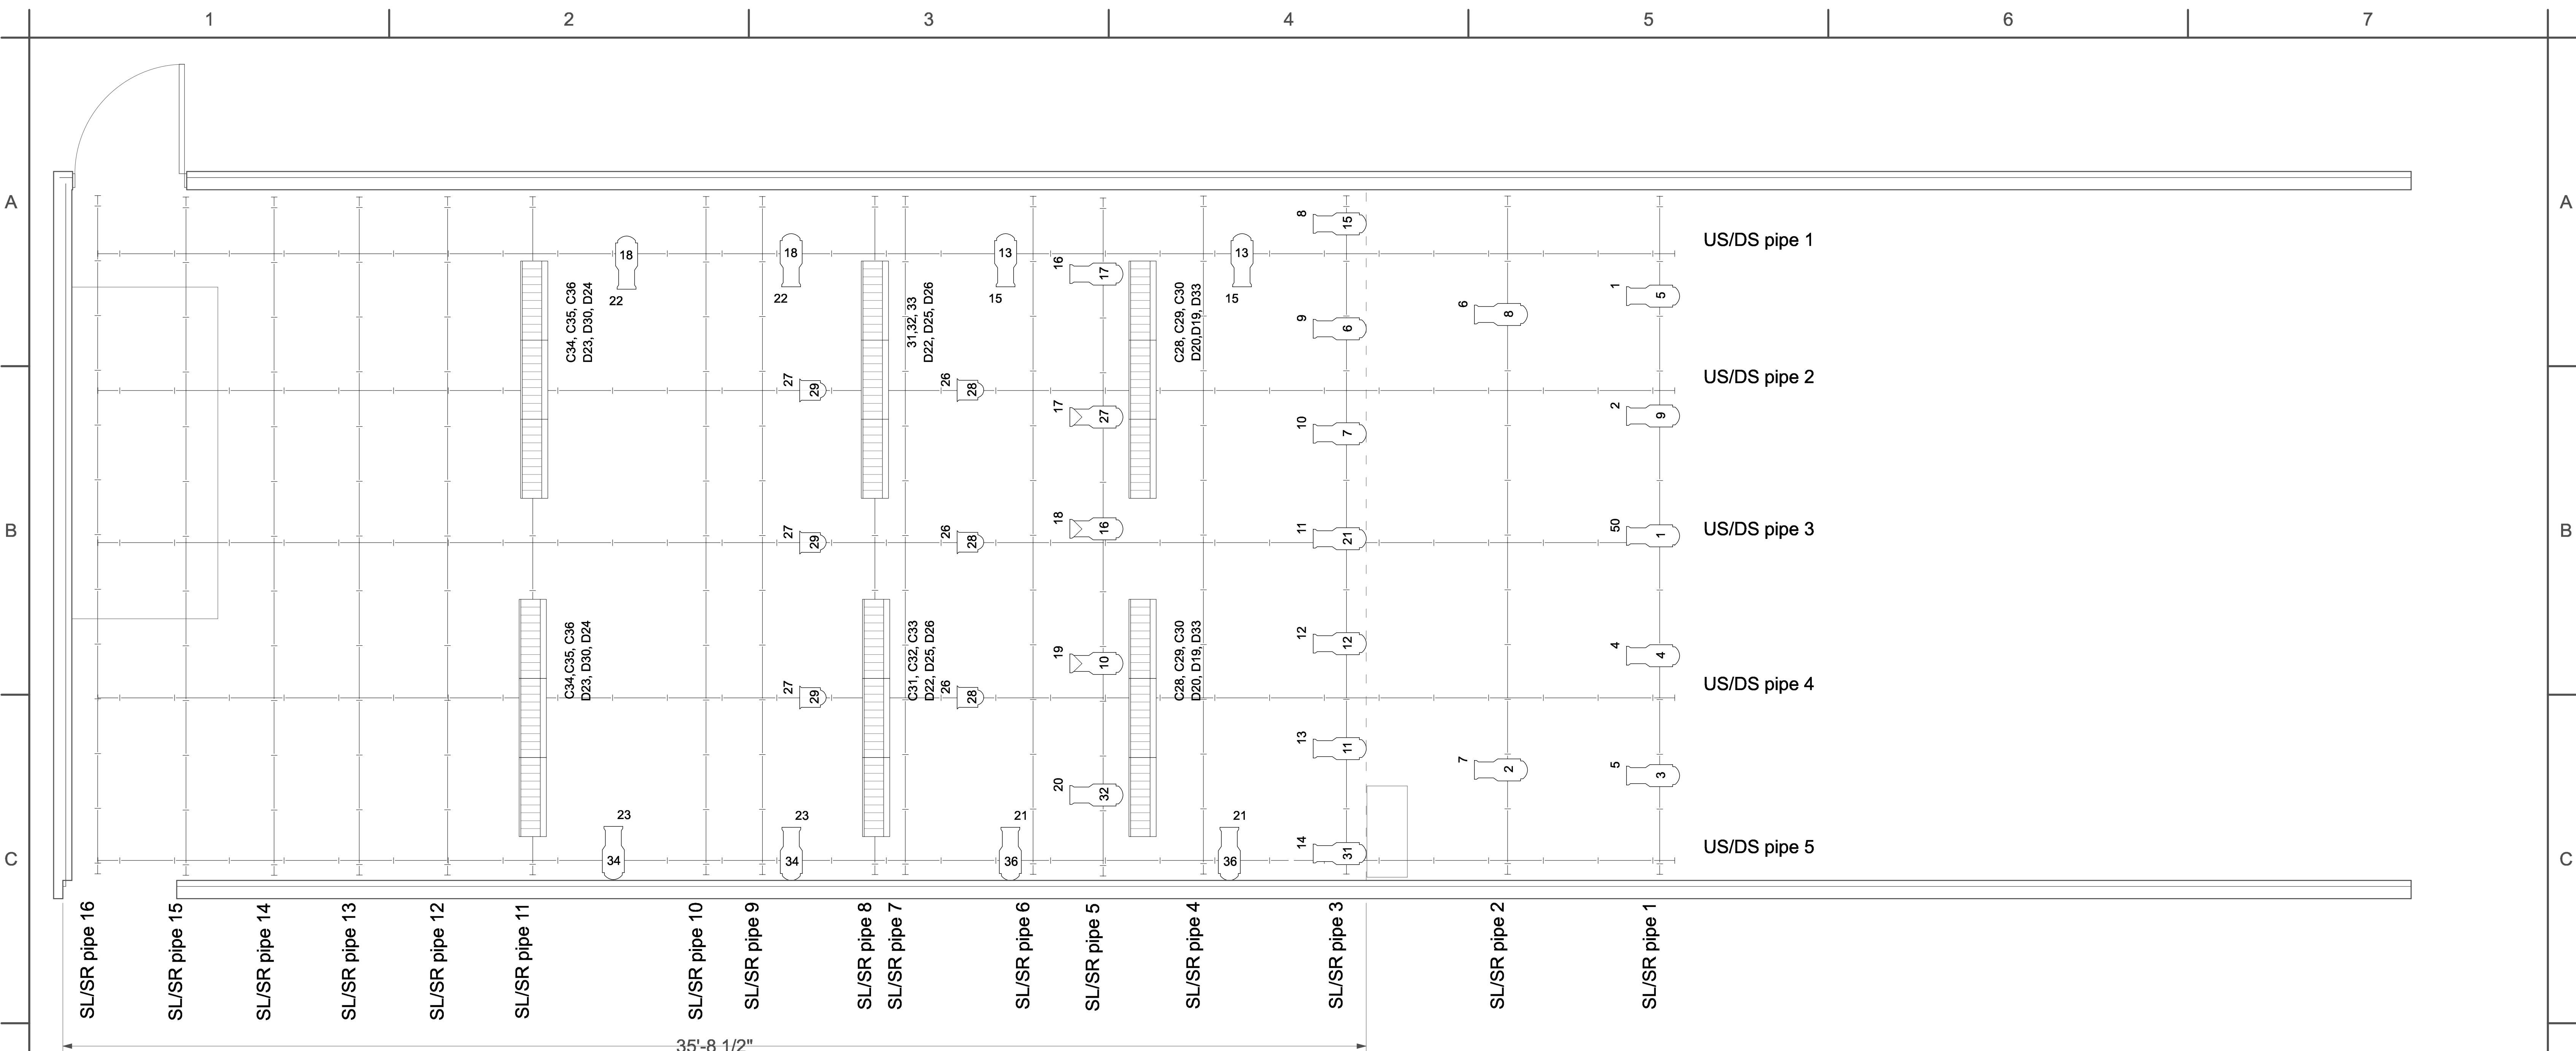 1 2 3 4 5 6 7
A A
8 15
US/DS pipe 1
18 18 13 13
16 17
22 22 15 15
1 5
6 8
C34, C35, C36
D23, D30, D24
31,32, 33
D22, D25, D26
C28, C29, C30
D20,D19, D33
9 6
US/DS pipe 2
27 29 26 28
17 27
2 9
10 7
B B
18 16
11 21
50 1
US/DS pipe 3
27 29 26 28
C34,C35, C36
D23, D30, D24
C31, C32, C33
D22, D25, D26
C28, C29, C30
D20, D19, D33
12 12
4 4
19 10
US/DS pipe 4
27 29 26 28
13 11
7 2
5 3
20 32
23 23 21 21
14 31
US/DS pipe 5
34 34 36 36
C C
SL/SR pipe 16
SL/SR pipe 15
SL/SR pipe 14
SL/SR pipe 13
SL/SR pipe 12
SL/SR pipe 11
SL/SR pipe 10
SL/SR pipe 9
SL/SR pipe 8
SL/SR pipe 7
SL/SR pipe 6
SL/SR pipe 5
SL/SR pipe 4
SL/SR pipe 3
SL/SR pipe 2
SL/SR pipe 1
35'-8 1/2"